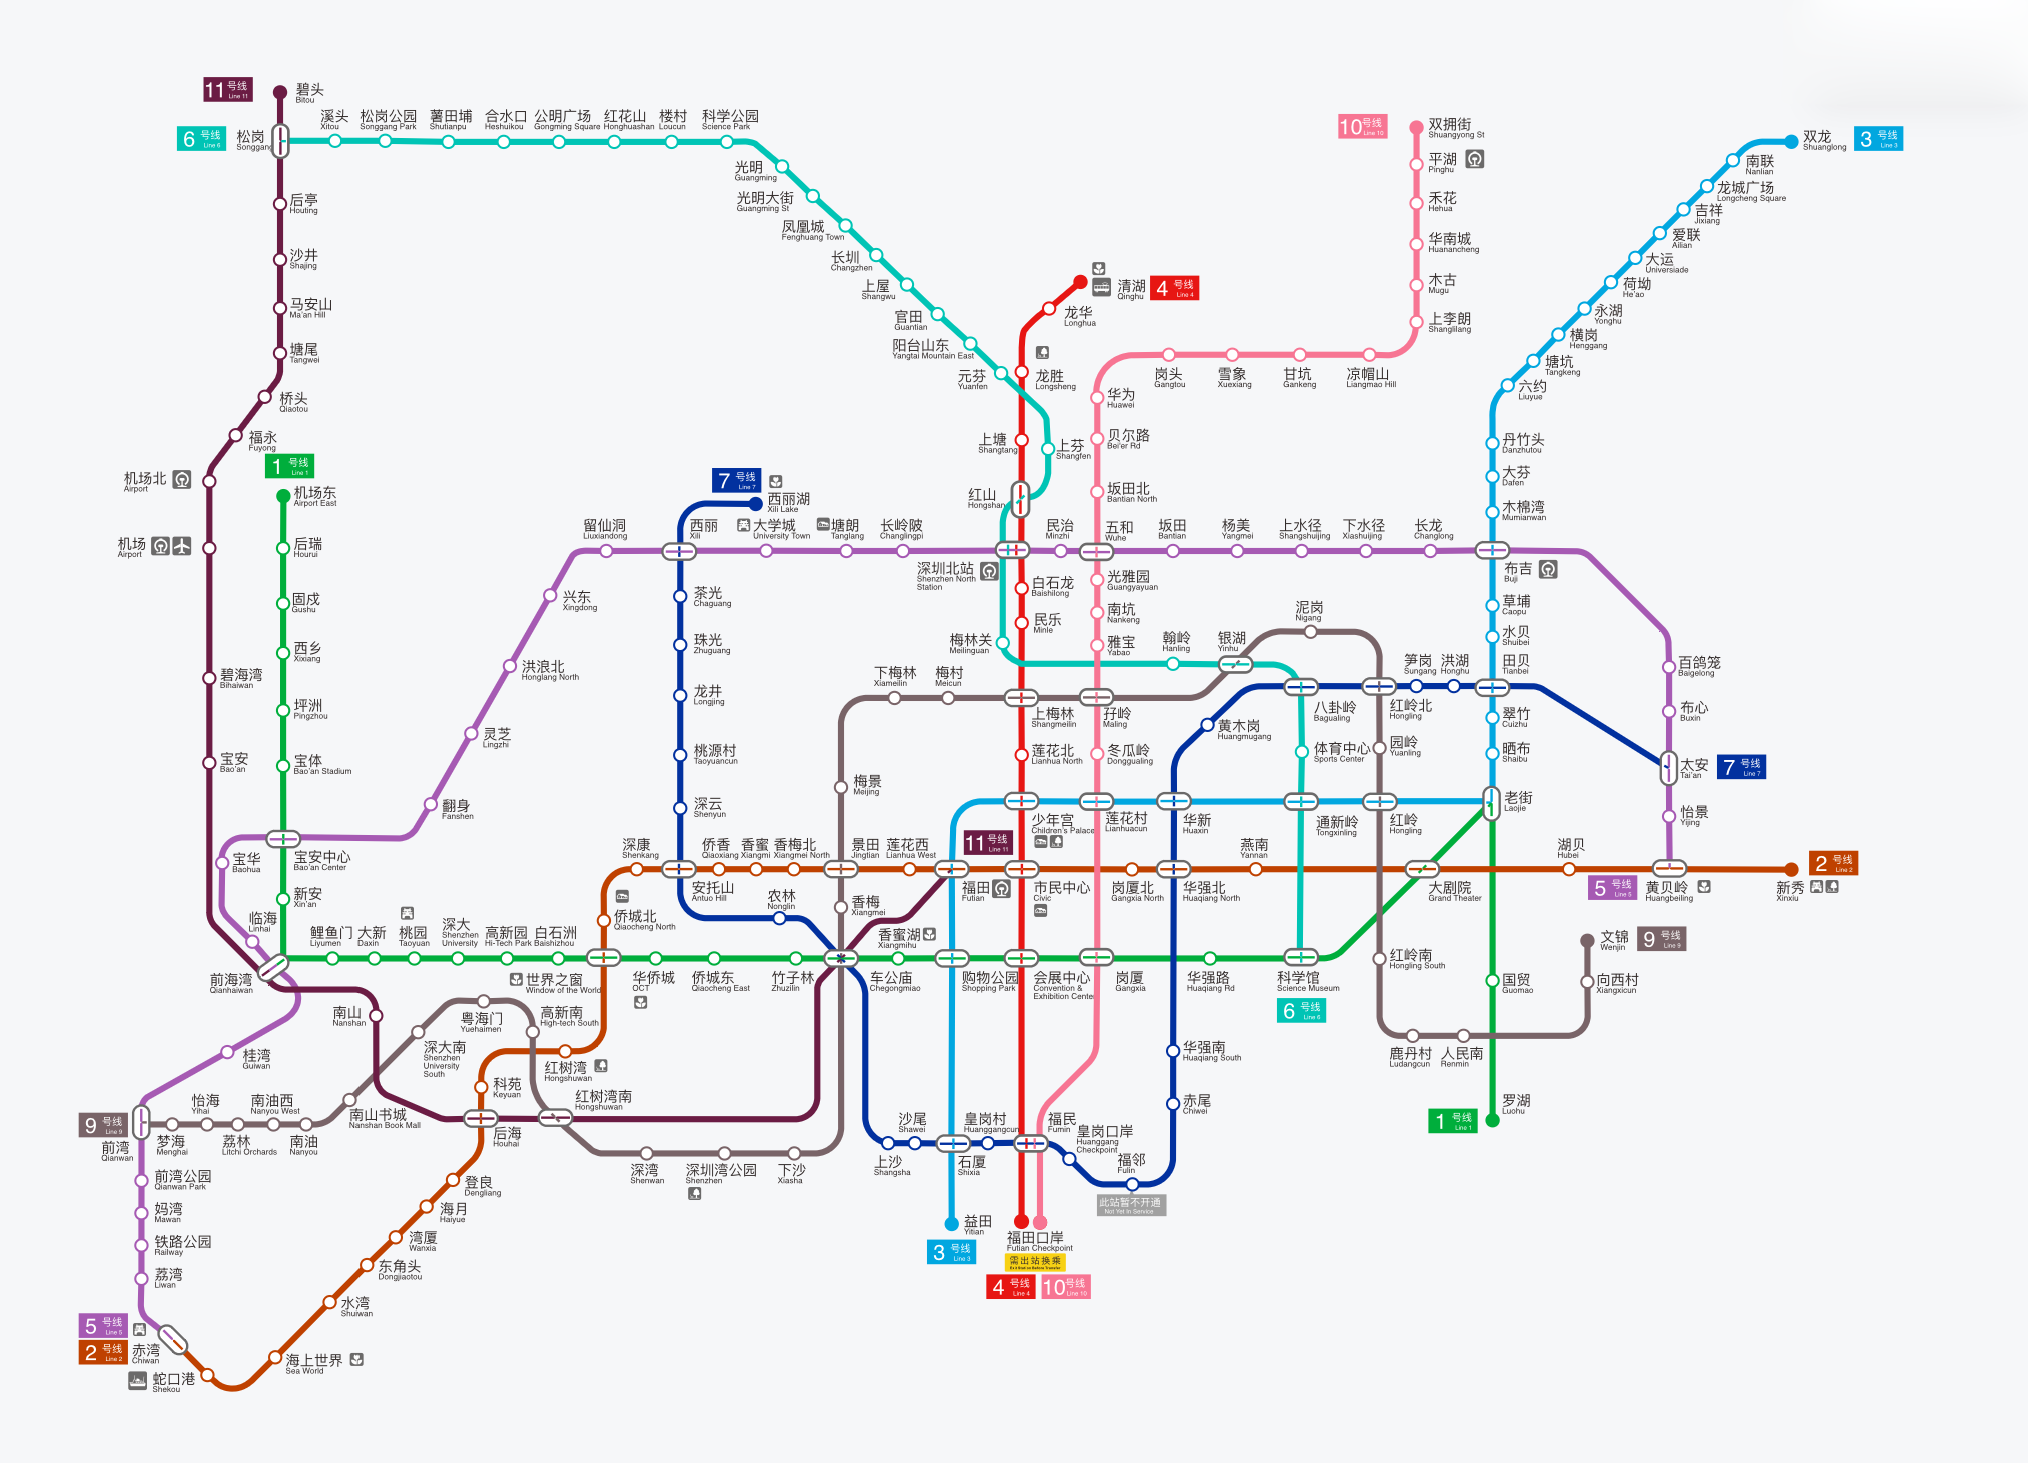 11 号线 Line 11
碧头
Bitou
6 号线 Line 6
松岗
Songgang
溪头
Xitou
松岗公园
Songgang Park
薯田埔
Shutianpu
合水口
Heshuikou
公明广场
Gongming Square
红花山
Honghuashan
楼村
Loucun
科学公园
Science Park
光明
Guangming
光明大街
Guangming St
凤凰城
Fenghuang Town
长圳
Changzhen
上屋
Shangwu
官田
Guantian
阳台山东
Yangtai Mountain East
元芬
Yuanfen
上芬
Shangfen
10号线 Line 10
双拥街
Shuangyong St
平湖
Pinghu
禾花
Hehua
华南城
Huanancheng
木古
Mugu
上李朗
Shanglilang
凉帽山
Liangmao Hill
甘坑
Gankeng
雪象
Xuexiang
岗头
Gangtou
华为
Huawei
贝尔路
Bei'er Rd
坂田北
Bantian North
双龙
Shuanglong
3 号线 Line 3
南联
Nanlian
龙城广场
Longcheng Square
吉祥
Jixiang
爱联
Ailian
大运
Universiade
荷坳
He'ao
永湖
Yonghu
横岗
Henggang
塘坑
Tangkeng
六约
Liuyue
丹竹头
Danzhutou
大芬
Dafen
木棉湾
Mumianwan
清湖
Qinghu
4 号线 Line 4
龙华
Longhua
龙胜
Longsheng
上塘
Shangtang
红山
Hongshan
后亭
Houting
沙井
Shajing
马安山
Ma'an Hill
塘尾
Tangwei
桥头
Qiaotou
福永
Fuyong
机场北
Airport
机场
Airport
碧海湾
Bihaiwan
宝安
Bao'an
1 号线 Line 1
机场东
Airport East
后瑞
Hourui
固戍
Gushu
西乡
Xixiang
坪洲
Pingzhou
宝体
Bao'an Stadium
宝安中心
Bao'an Center
新安
Xin'an
宝华
Baohua
临海
Linhai
前海湾
Qianhaiwan
翻身
Fanshen
灵芝
Lingzhi
洪浪北
Honglang North
兴东
Xingdong
留仙洞
Liuxiandong
西丽
Xili
7 号线 Line 7
西丽湖
Xili Lake
大学城
University Town
塘朗
Tanglang
长岭陂
Changlingpi
深圳北站
Shenzhen North
Station
民治
Minzhi
五和
Wuhe
坂田
Bantian
杨美
Yangmei
上水径
Shangshuijing
下水径
Xiashuijing
长龙
Changlong
布吉
Buji
茶光
Chaguang
珠光
Zhuguang
龙井
Longjing
桃源村
Taoyuancun
深云
Shenyun
白石龙
Baishilong
民乐
Minle
光雅园
Guangyayuan
南坑
Nankeng
雅宝
Yabao
梅林关
Meilinguan
翰岭
Hanling
银湖
Yinhu
泥岗
Nigang
草埔
Caopu
水贝
Shuibei
田贝
Tianbei
百鸽笼
Baigelong
布心
Buxin
太安
Tai'an
7 号线 Line 7
怡景
Yijing
下梅林
Xiameilin
梅村
Meicun
上梅林
Shangmeilin
孖岭
Maling
八卦岭
Bagualing
红岭北
Hongling
笋岗
Sungang
洪湖
Honghu
翠竹
Cuizhu
晒布
Shaibu
老街
Laojie
黄木岗
Huangmugang
体育中心
Sports Center
园岭
Yuanling
莲花北
Lianhua North
冬瓜岭
Donggualing
梅景
Meijing
少年宫
Children's Palace
莲花村
Lianhuacun
华新
Huaxin
通新岭
Tongxinling
红岭
Hongling
深康
Shenkang
安托山
Antuo Hill
侨香
Qiaoxiang
香蜜
Xiangmi
香梅北
Xiangmei North
景田
Jingtian
莲花西
Lianhua West
11 号线 Line 11
福田
Futian
市民中心
Civic
岗厦北
Gangxia North
华强北
Huaqiang North
燕南
Yannan
大剧院
Grand Theater
湖贝
Hubei
5 号线 Line 5
黄贝岭
Huangbeiling
新秀
Xinxiu
2 号线 Line 2
农林
Nonglin
香梅
Xiangmei
侨城北
Qiaocheng North
鲤鱼门
Liyumen
大新
Daxin
桃园
Taoyuan
深大
Shenzhen
University
高新园
Hi-Tech Park
白石洲
Baishizhou
世界之窗
Window of the World
华侨城
OCT
侨城东
Qiaocheng East
竹子林
Zhuzilin
车公庙
Chegongmiao
香蜜湖
Xiangmihu
购物公园
Shopping Park
会展中心
Convention &
Exhibition Center
岗厦
Gangxia
华强路
Huaqiang Rd
科学馆
Science Museum
6 号线 Line 6
红岭南
Hongling South
国贸
Guomao
罗湖
Luohu
1 号线 Line 1
文锦
Wenjin
9 号线 Line 9
向西村
Xiangxicun
鹿丹村
Ludangcun
人民南
Renmin
南山
Nanshan
粤海门
Yuehaimen
高新南
High-tech South
深大南
Shenzhen
University
South
红树湾
Hongshuwan
科苑
Keyuan
红树湾南
Hongshuwan
后海
Houhai
南山书城
Nanshan Book Mall
桂湾
Guiwan
9 号线 Line 9
前湾
Qianwan
梦海
Menghai
怡海
Yihai
荔林
Litchi Orchards
南油西
Nanyou West
南油
Nanyou
前湾公园
Qianwan Park
妈湾
Mawan
铁路公园
Railway
荔湾
Liwan
5 号线 Line 5
2 号线 Line 2
赤湾
Chiwan
蛇口港
Shekou
海上世界
Sea World
水湾
Shuiwan
东角头
Dongjiaotou
湾厦
Wanxia
海月
Haiyue
登良
Dengliang
深湾
Shenwan
深圳湾公园
Shenzhen
下沙
Xiasha
上沙
Shangsha
沙尾
Shawei
石厦
Shixia
皇岗村
Huanggangcun
福民
Fumin
皇岗口岸
Huanggang
Checkpoint
福邻
Fulin
此站暂不开通
Not Yet In Service
赤尾
Chiwei
华强南
Huaqiang South
益田
Yitian
3 号线 Line 3
福田口岸
Futian Checkpoint
需出站换乘
Exit Station Before Transfer
4 号线 Line 4
10号线 Line 10